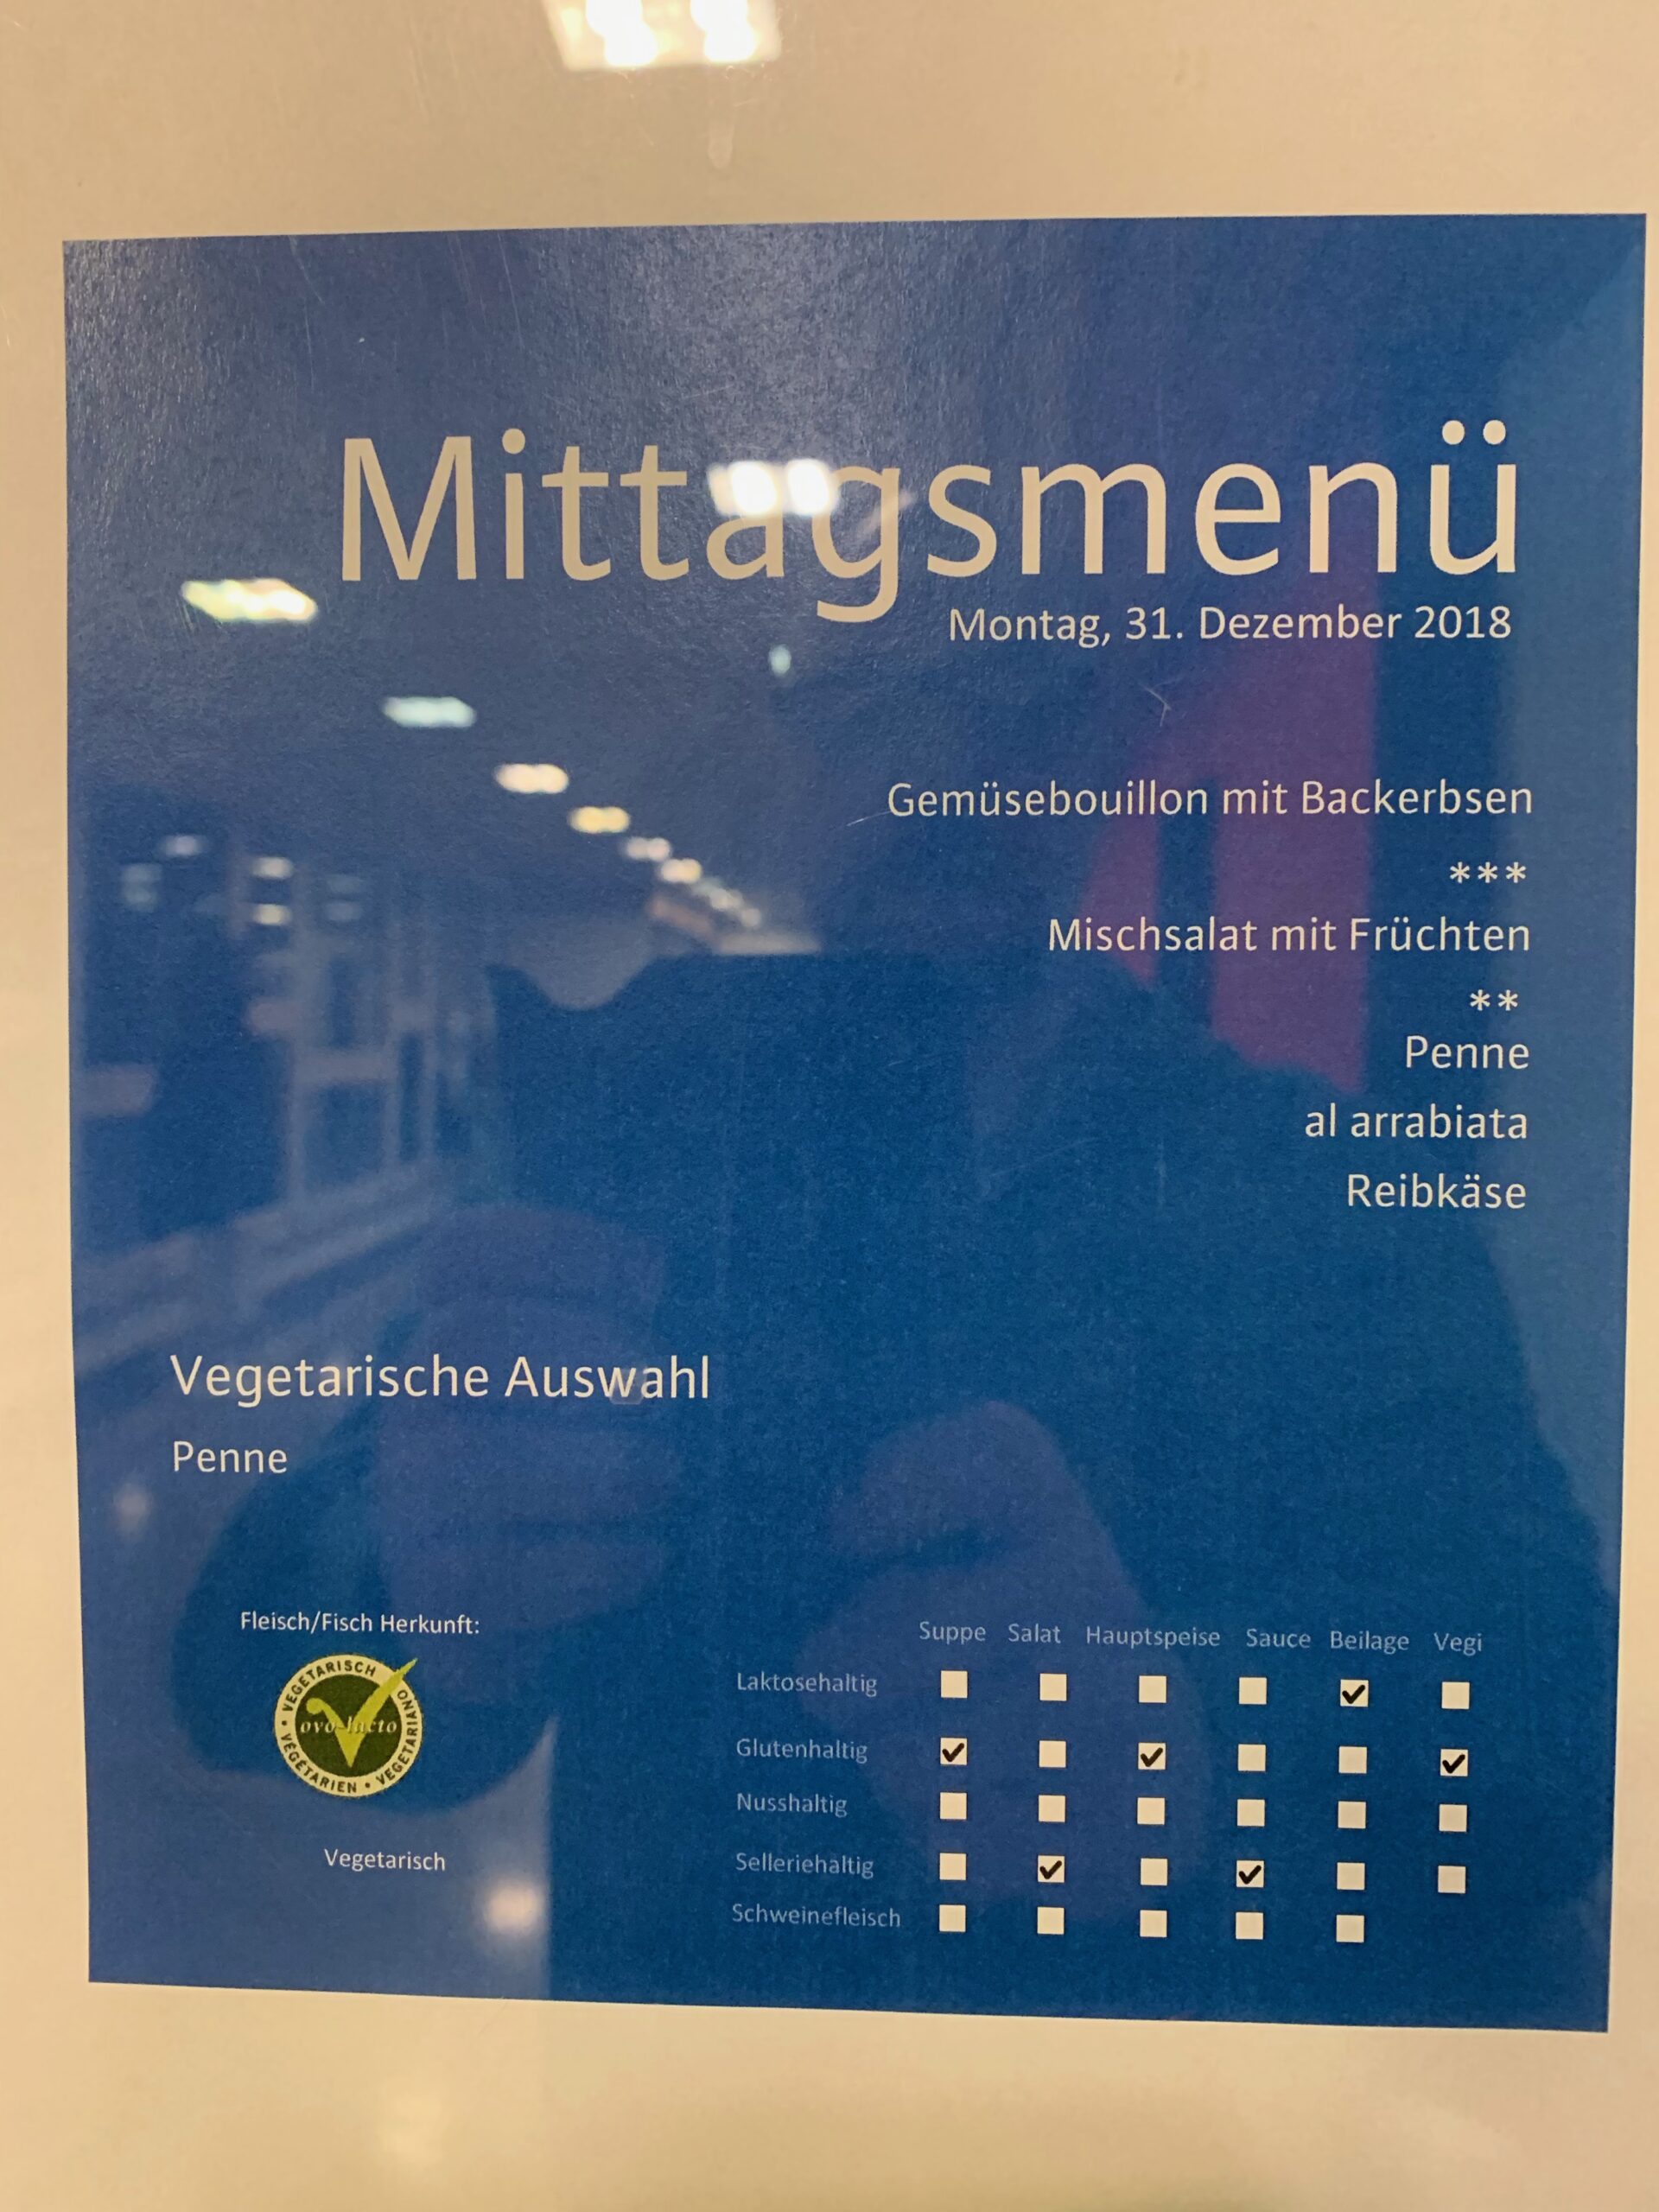 Mittagsmenü
Montag, 31. Dezember 2018
Gemüsebouillon mit Backerbsen
***
Mischsalat mit Früchten
**
Penne
al arrabiata
Reibkäse
Vegetarische Auswahl
Penne
Fleisch/Fisch Herkunft:
VEGETARISCH • VEGETARIANO • VEGETARIEN •
ovo-lacto
Vegetarisch
Suppe Salat Hauptspeise Sauce Beilage Vegi
Laktosehaltig
Glutenhaltig
Nusshaltig
Selleriehaltig
Schweinefleisch